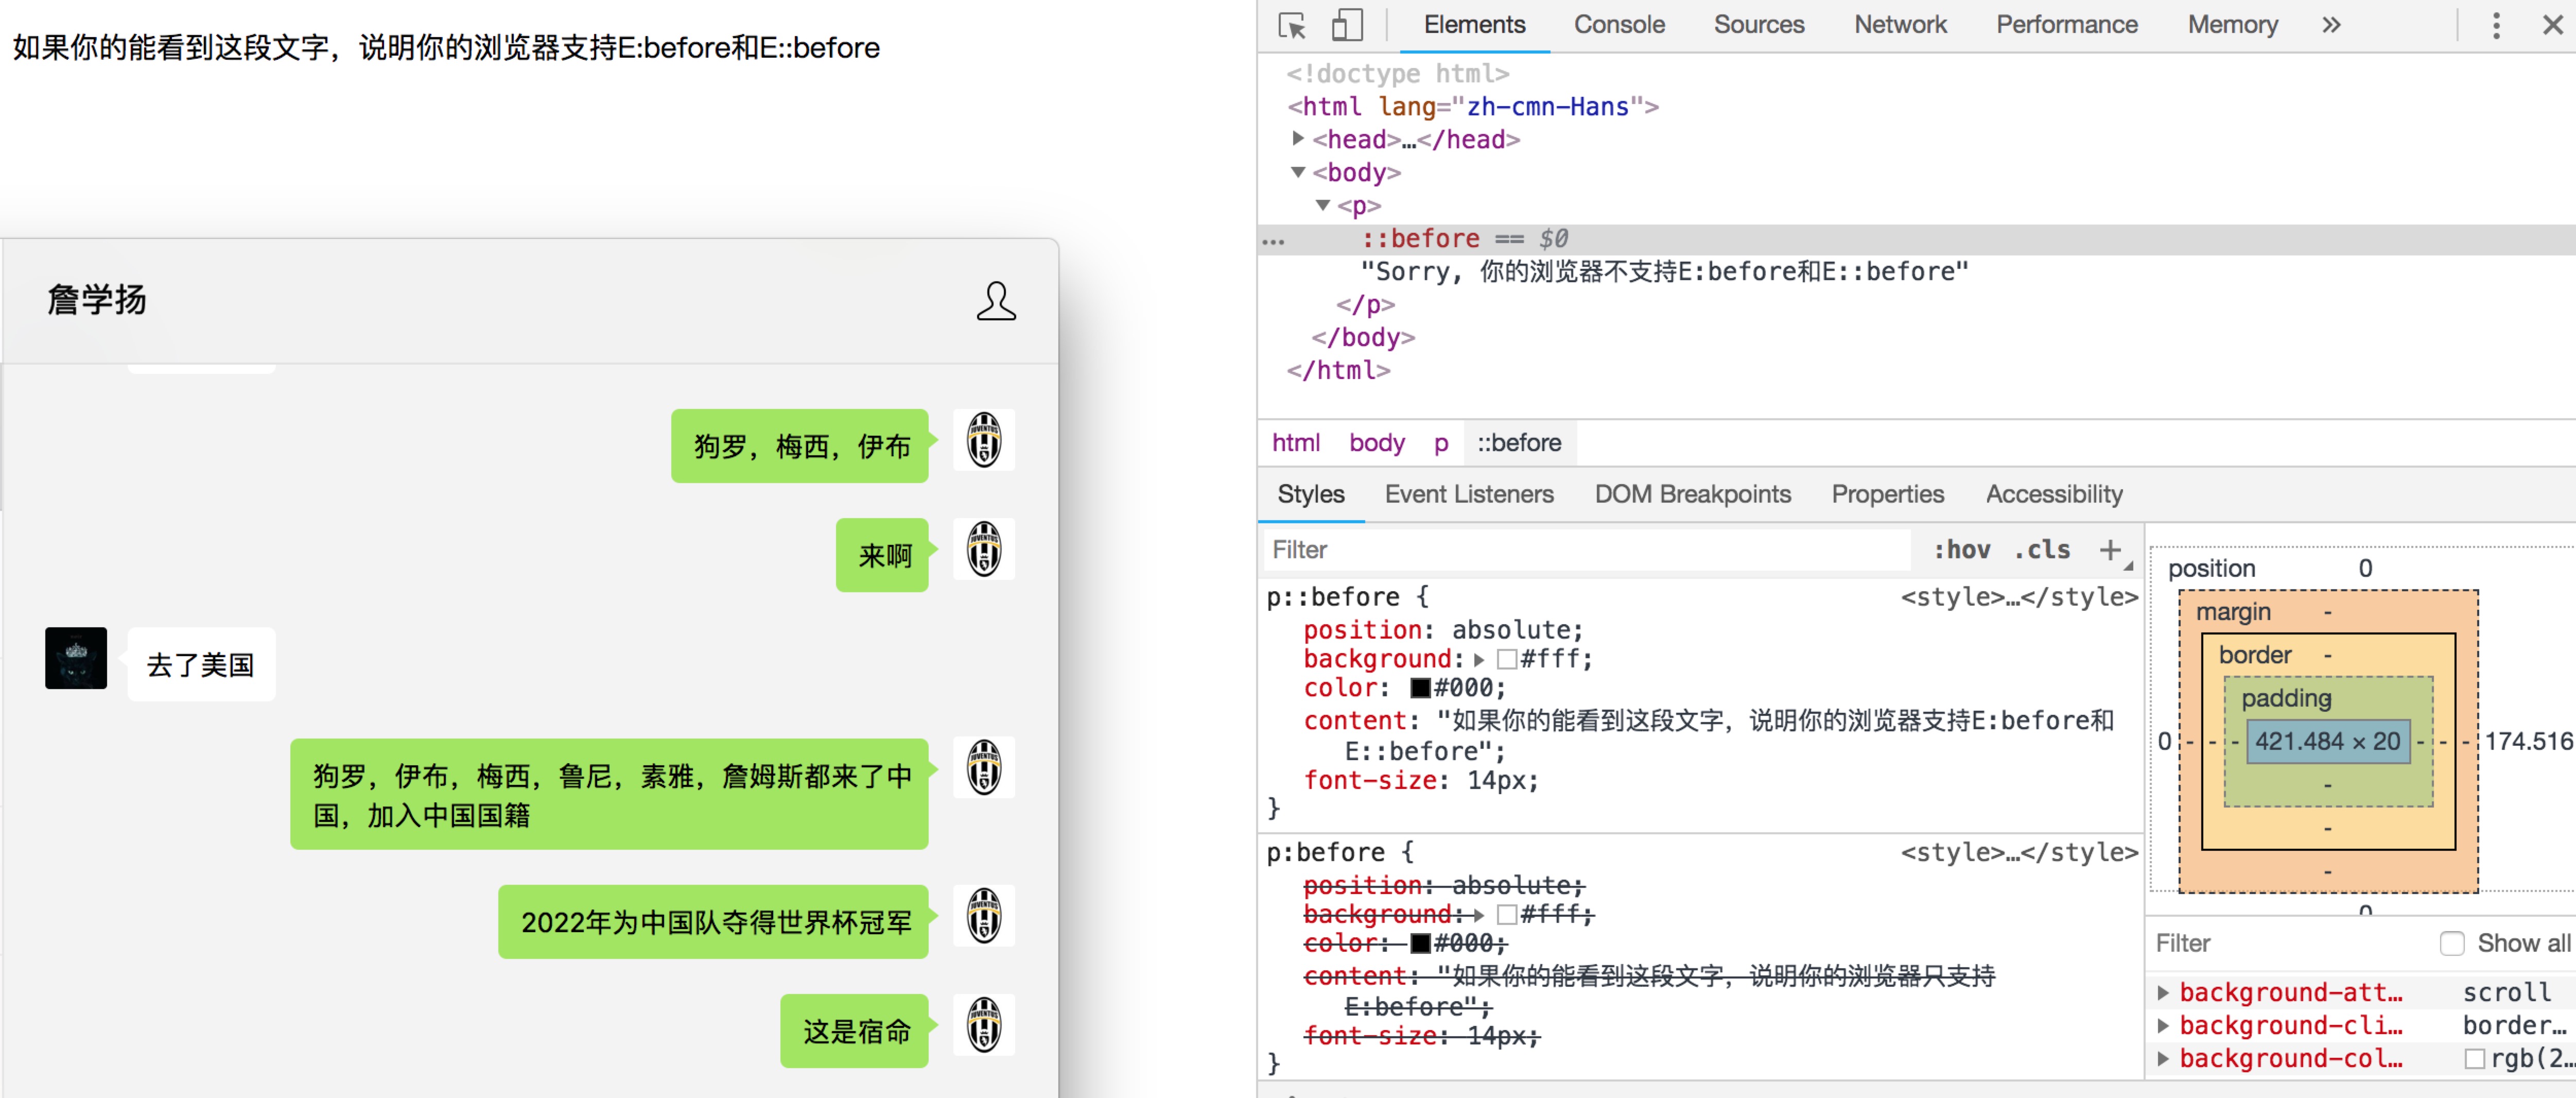 如果你的能看到这段文字，说明你的浏览器支持E:before和E::before
詹学扬
狗罗，梅西，伊布
来啊
去了美国
狗罗，伊布，梅西，鲁尼，素雅，詹姆斯都来了中
国，加入中国国籍
2022年为中国队夺得世界杯冠军
这是宿命
Elements Console Sources Network Performance Memory »
<!doctype html>
<html lang="zh-cmn-Hans">
<head>…</head>
<body>
<p>
… ::before == $0
"Sorry, 你的浏览器不支持E:before和E::before"
</p>
</body>
</html>
html body p ::before
Styles Event Listeners DOM Breakpoints Properties Accessibility
Filter :hov .cls +
p::before { <style>…</style>
position: absolute;
background: #fff;
color: #000;
content: "如果你的能看到这段文字，说明你的浏览器支持E:before和
E::before";
font-size: 14px;
}
p:before { <style>…</style>
position: absolute;
background: #fff;
color: #000;
content: "如果你的能看到这段文字，说明你的浏览器只支持
E:before";
font-size: 14px;
}
position 0
margin -
border -
padding
0 - - - 421.484 × 20 - - - 174.516
-
-
-
0
Filter Show all
background-att… scroll
background-cli… border…
background-col… rgb(2…